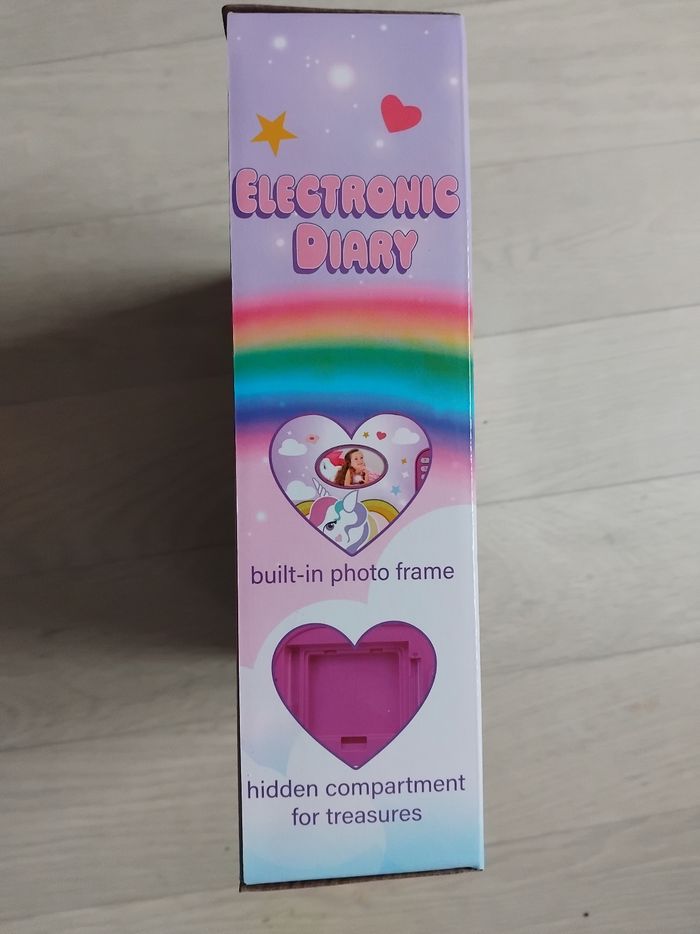 ELECTRONIC
DIARY
built-in photo frame
hidden compartment
for treasures